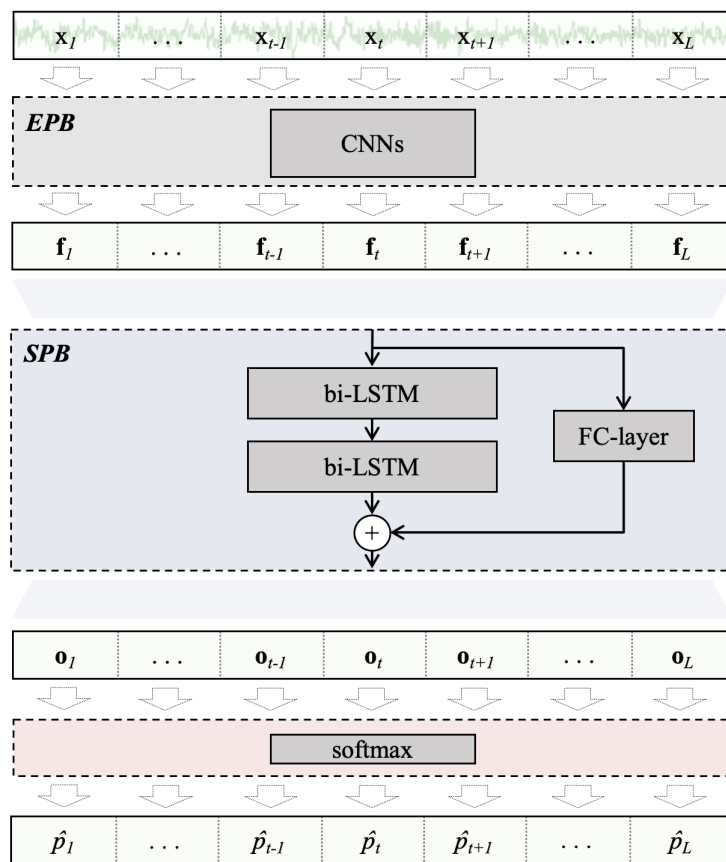 x1 . . . xt-1 xt xt+1 . . . xL
EPB
CNNs
f1 . . . ft-1 ft ft+1 . . . fL
SPB
bi-LSTM
FC-layer
bi-LSTM
+
o1 . . . ot-1 ot ot+1 . . . oL
softmax
p̂1 . . . p̂t-1 p̂t p̂t+1 . . . p̂L